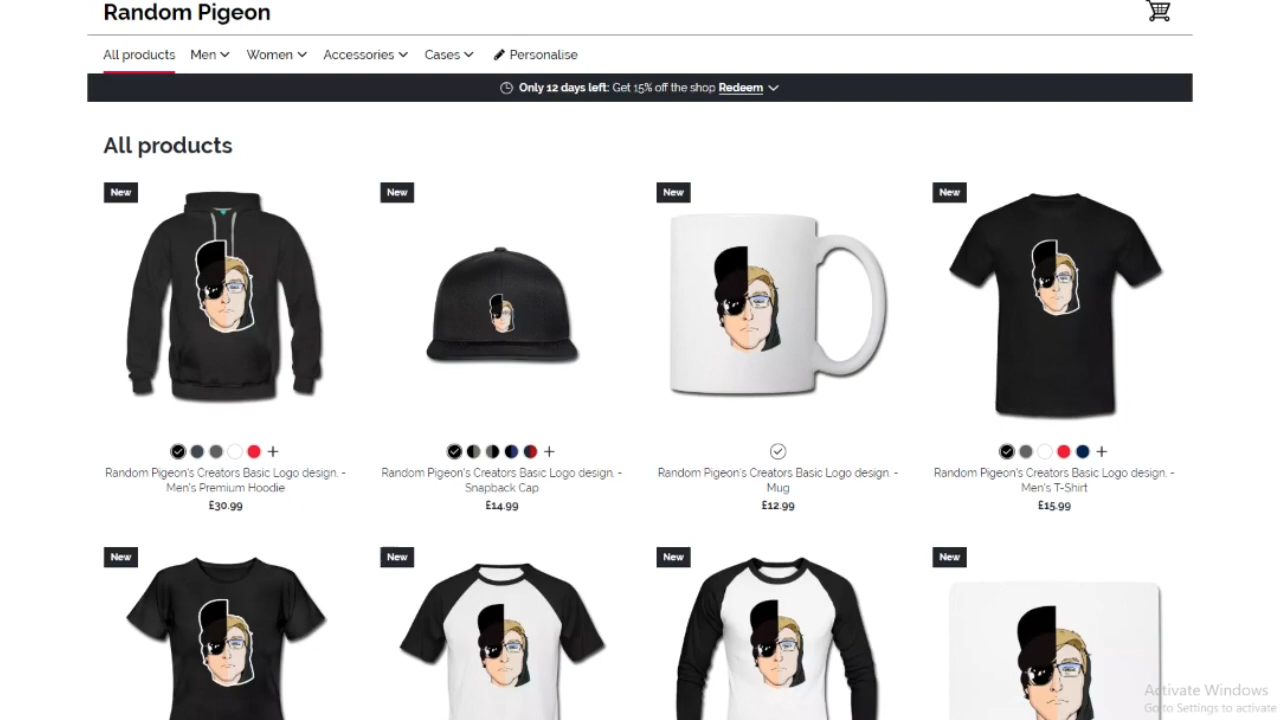 Random Pigeon
All products Men Women Accessories Cases Personalise
Only 12 days left: Get 15% off the shop Redeem
All products
New New New New
Random Pigeon's Creators Basic Logo design. -
Men's Premium Hoodie
£30.99
Random Pigeon's Creators Basic Logo design. -
Snapback Cap
£14.99
Random Pigeon's Creators Basic Logo design. -
Mug
£12.99
Random Pigeon's Creators Basic Logo design. -
Men's T-Shirt
£15.99
New New New New
Activate Windows
Go to Settings to activate